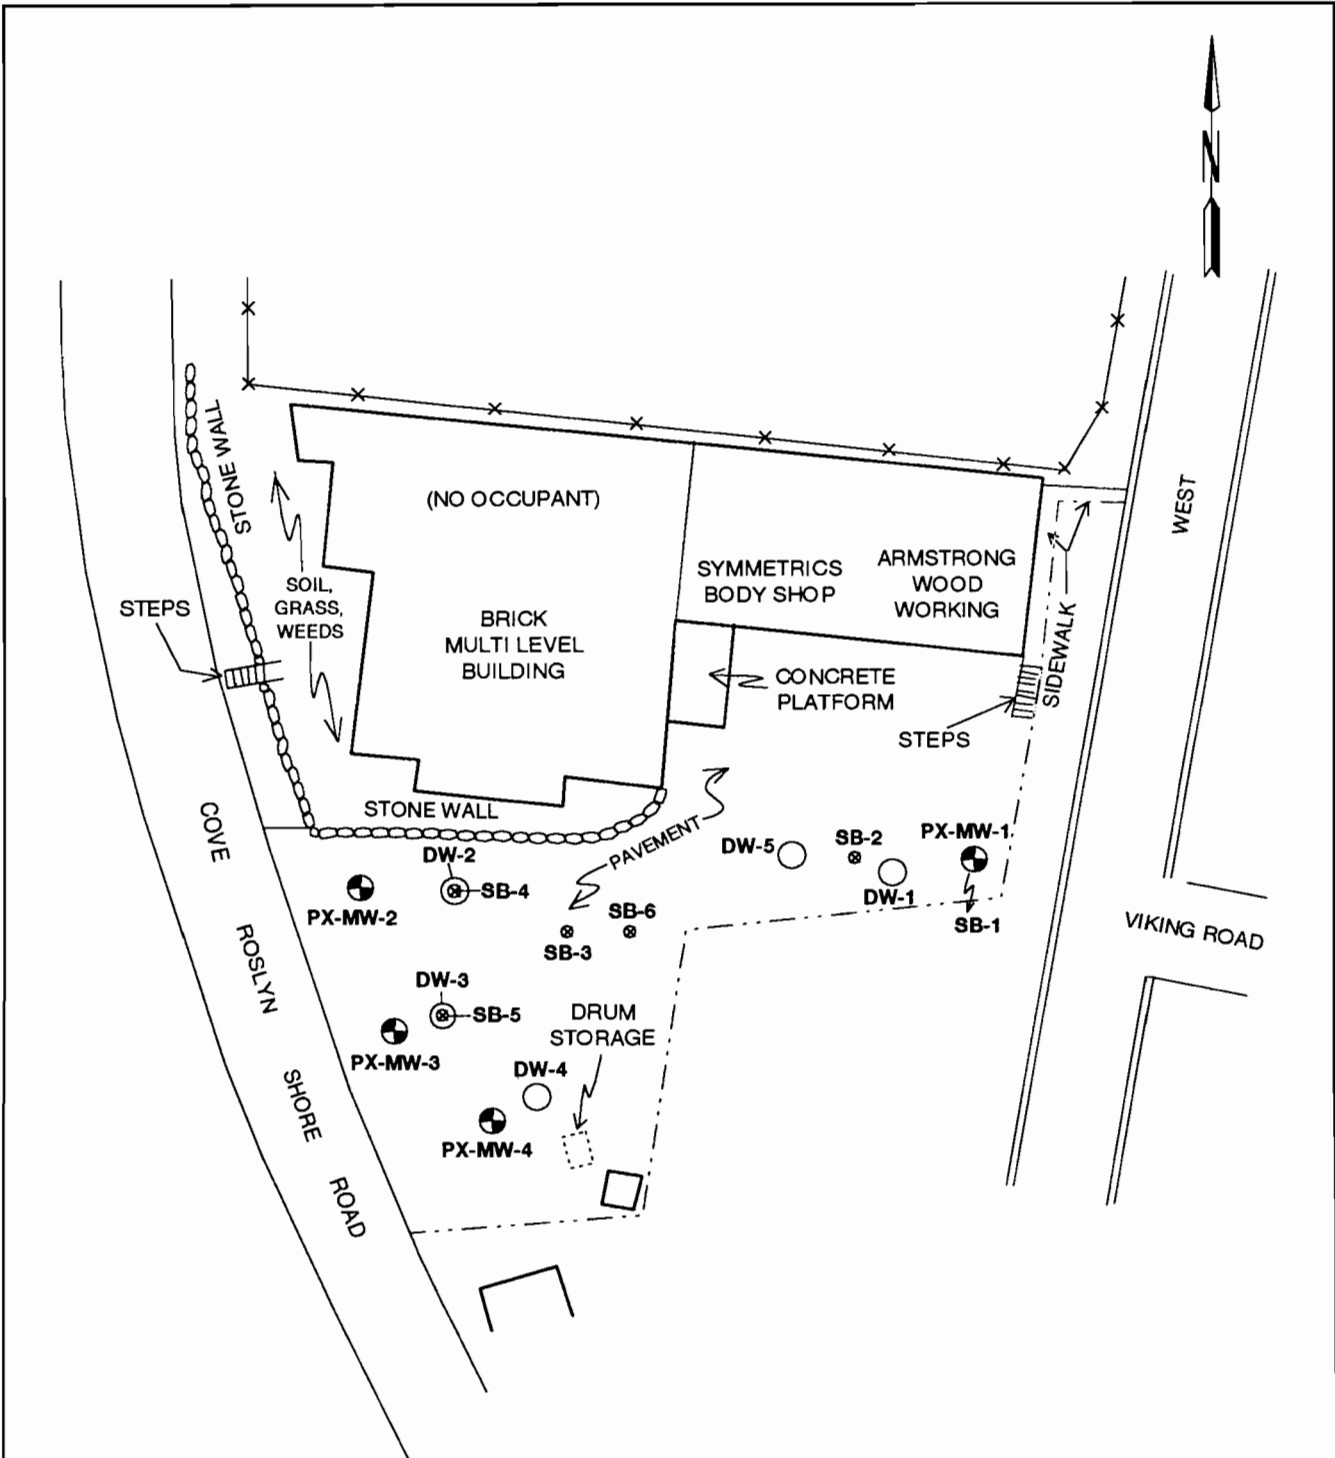 N
STONE WALL
(NO OCCUPANT)
WEST
SYMMETRICS
BODY SHOP
ARMSTRONG
WOOD
WORKING
STEPS
SOIL,
GRASS,
WEEDS
BRICK
MULTI LEVEL
BUILDING
SIDEWALK
CONCRETE
PLATFORM
STEPS
STONE WALL
COVE
ROSLYN
SHORE
ROAD
PAVEMENT
DW-2
SB-4
PX-MW-2
DW-5
SB-2
PX-MW-1
DW-1
SB-1
SB-6
SB-3
VIKING ROAD
DW-3
SB-5
DRUM
STORAGE
PX-MW-3
DW-4
PX-MW-4